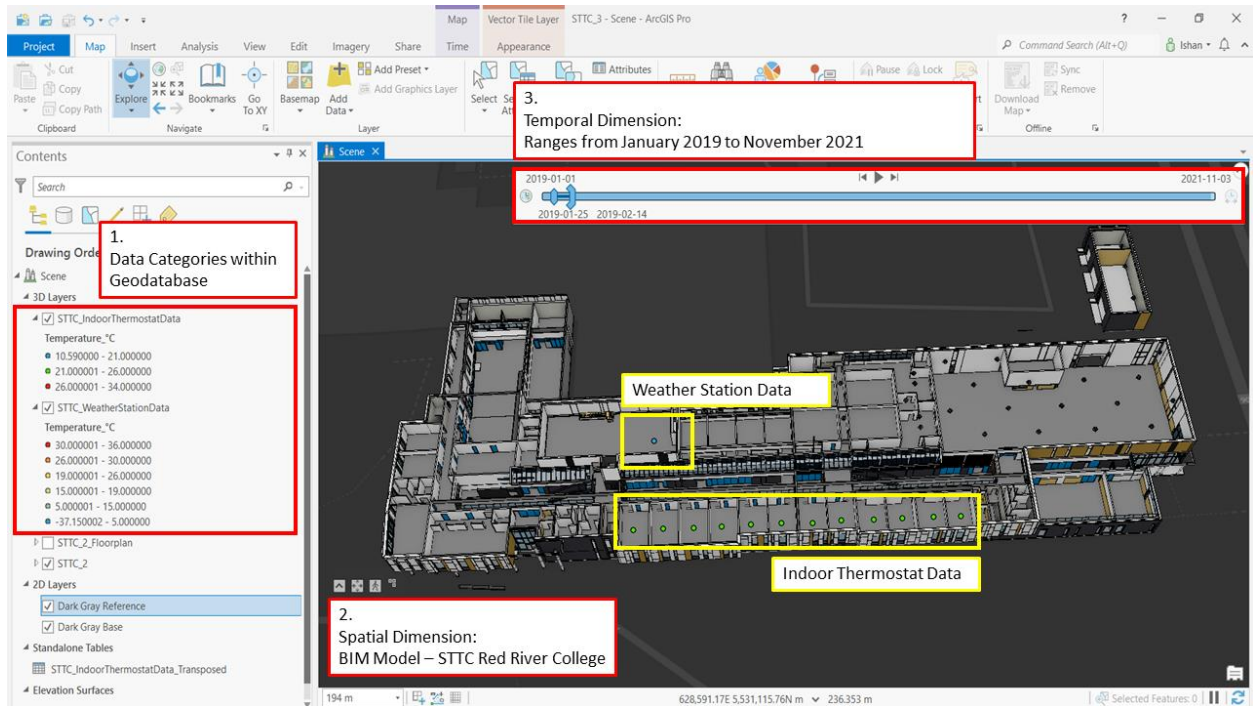 Map
Vector Tile Layer
STTC_3 - Scene - ArcGIS Pro
?
Project
Map
Insert
Analysis
View
Edit
Imagery
Share
Time
Appearance
Command Search (Alt+Q)
Ishan
Cut
Copy
Copy Path
Paste
Clipboard
Explore
Bookmarks
Go
To XY
Navigate
Basemap
Add
Data
Add Preset
Add Graphics Layer
Layer
Select
Attributes
Pause
Lock
Download
Map
Sync
Remove
Offline
3.
Temporal Dimension:
Ranges from January 2019 to November 2021
Contents
Search
Scene
2019-01-01
2021-11-03
2019-01-25
2019-02-14
1.
Data Categories within
Geodatabase
Scene
3D Layers
STTC_IndoorThermostatData
Temperature_°C
10.590000 - 21.000000
21.000001 - 26.000000
26.000001 - 34.000000
STTC_WeatherStationData
Temperature_°C
30.000001 - 36.000000
26.000001 - 30.000000
19.000001 - 26.000000
15.000001 - 19.000000
5.000001 - 15.000000
-37.150002 - 5.000000
STTC_2_Floorplan
STTC_2
2D Layers
Dark Gray Reference
Dark Gray Base
Standalone Tables
STTC_IndoorThermostatData_Transposed
Elevation Surfaces
Weather Station Data
Indoor Thermostat Data
2.
Spatial Dimension:
BIM Model – STTC Red River College
194 m
628,591.17E 5,531,115.76N m
236.353 m
Selected Features: 0